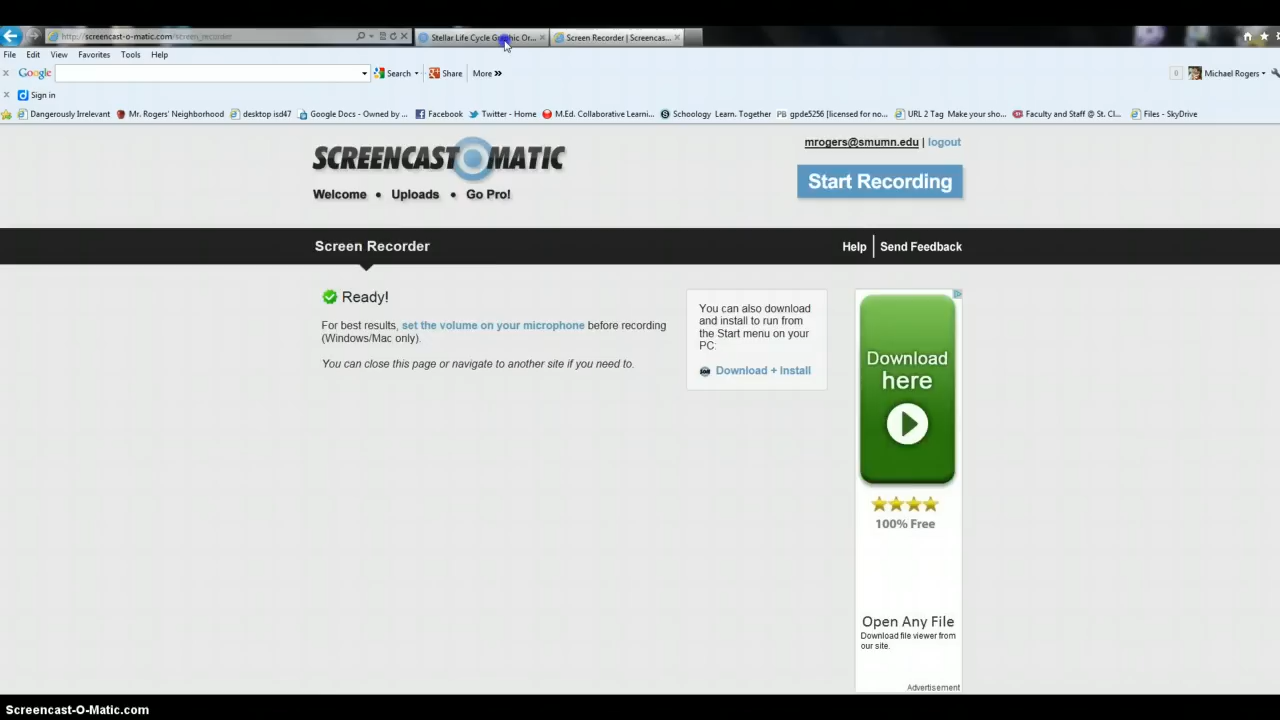 http://screencast-o-matic.com/screen_recorder
Stellar Life Cycle Graphic Or...
Screen Recorder | Screencas...
File Edit View Favorites Tools Help
Google Search Share More » 0 Michael Rogers
Sign in
Dangerously Irrelevant Mr. Rogers' Neighborhood desktop isd47 Google Docs - Owned by ... Facebook Twitter - Home M.Ed. Collaborative Learni... Schoology Learn. Together PB gpde5256 [licensed for no... URL 2 Tag Make your sho... Faculty and Staff @ St. Cl... Files - SkyDrive
SCREENCAST-O-MATIC
mrogers@smumn.edu | logout
Start Recording
Welcome • Uploads • Go Pro!
Screen Recorder
Help | Send Feedback
Ready!
For best results, set the volume on your microphone before recording
(Windows/Mac only).
You can close this page or navigate to another site if you need to.
You can also download
and install to run from
the Start menu on your
PC:
Download + Install
Download
here
100% Free
Open Any File
Download file viewer from
our site.
Advertisement
Screencast-O-Matic.com